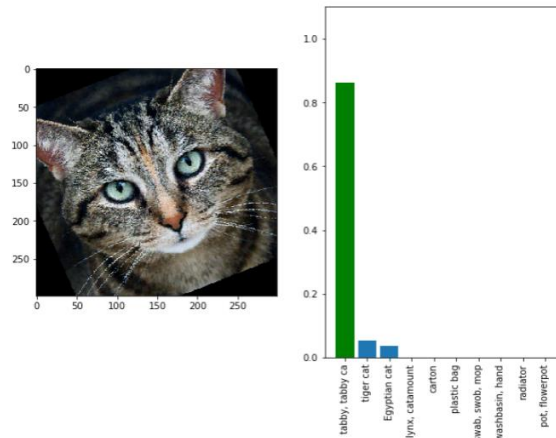 0
50
100
150
200
250
0 50 100 150 200 250
1.0
0.8
0.6
0.4
0.2
0.0
tabby, tabby ca
tiger cat
Egyptian cat
lynx, catamount
carton
plastic bag
wab, swob, mop
washbasin, hand
radiator
pot, flowerpot